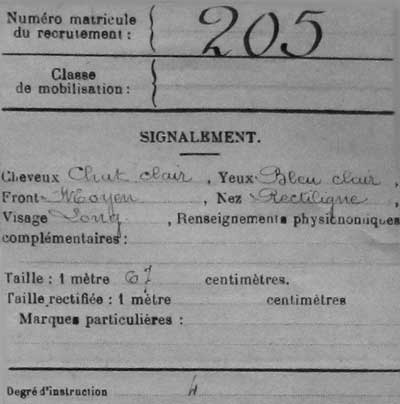 Numéro matricule
du recrutement : 205
Classe
de mobilisation :
SIGNALEMENT.
Cheveux Chat clair , Yeux Bleu clair ,
Front Moyen , Nez Rectiligne ,
Visage Long , Renseignements physionomiques
complémentaires :
Taille : 1 mètre 67 centimètres.
Taille rectifiée : 1 mètre centimètres
Marques particulières :
Degré d'instruction 4